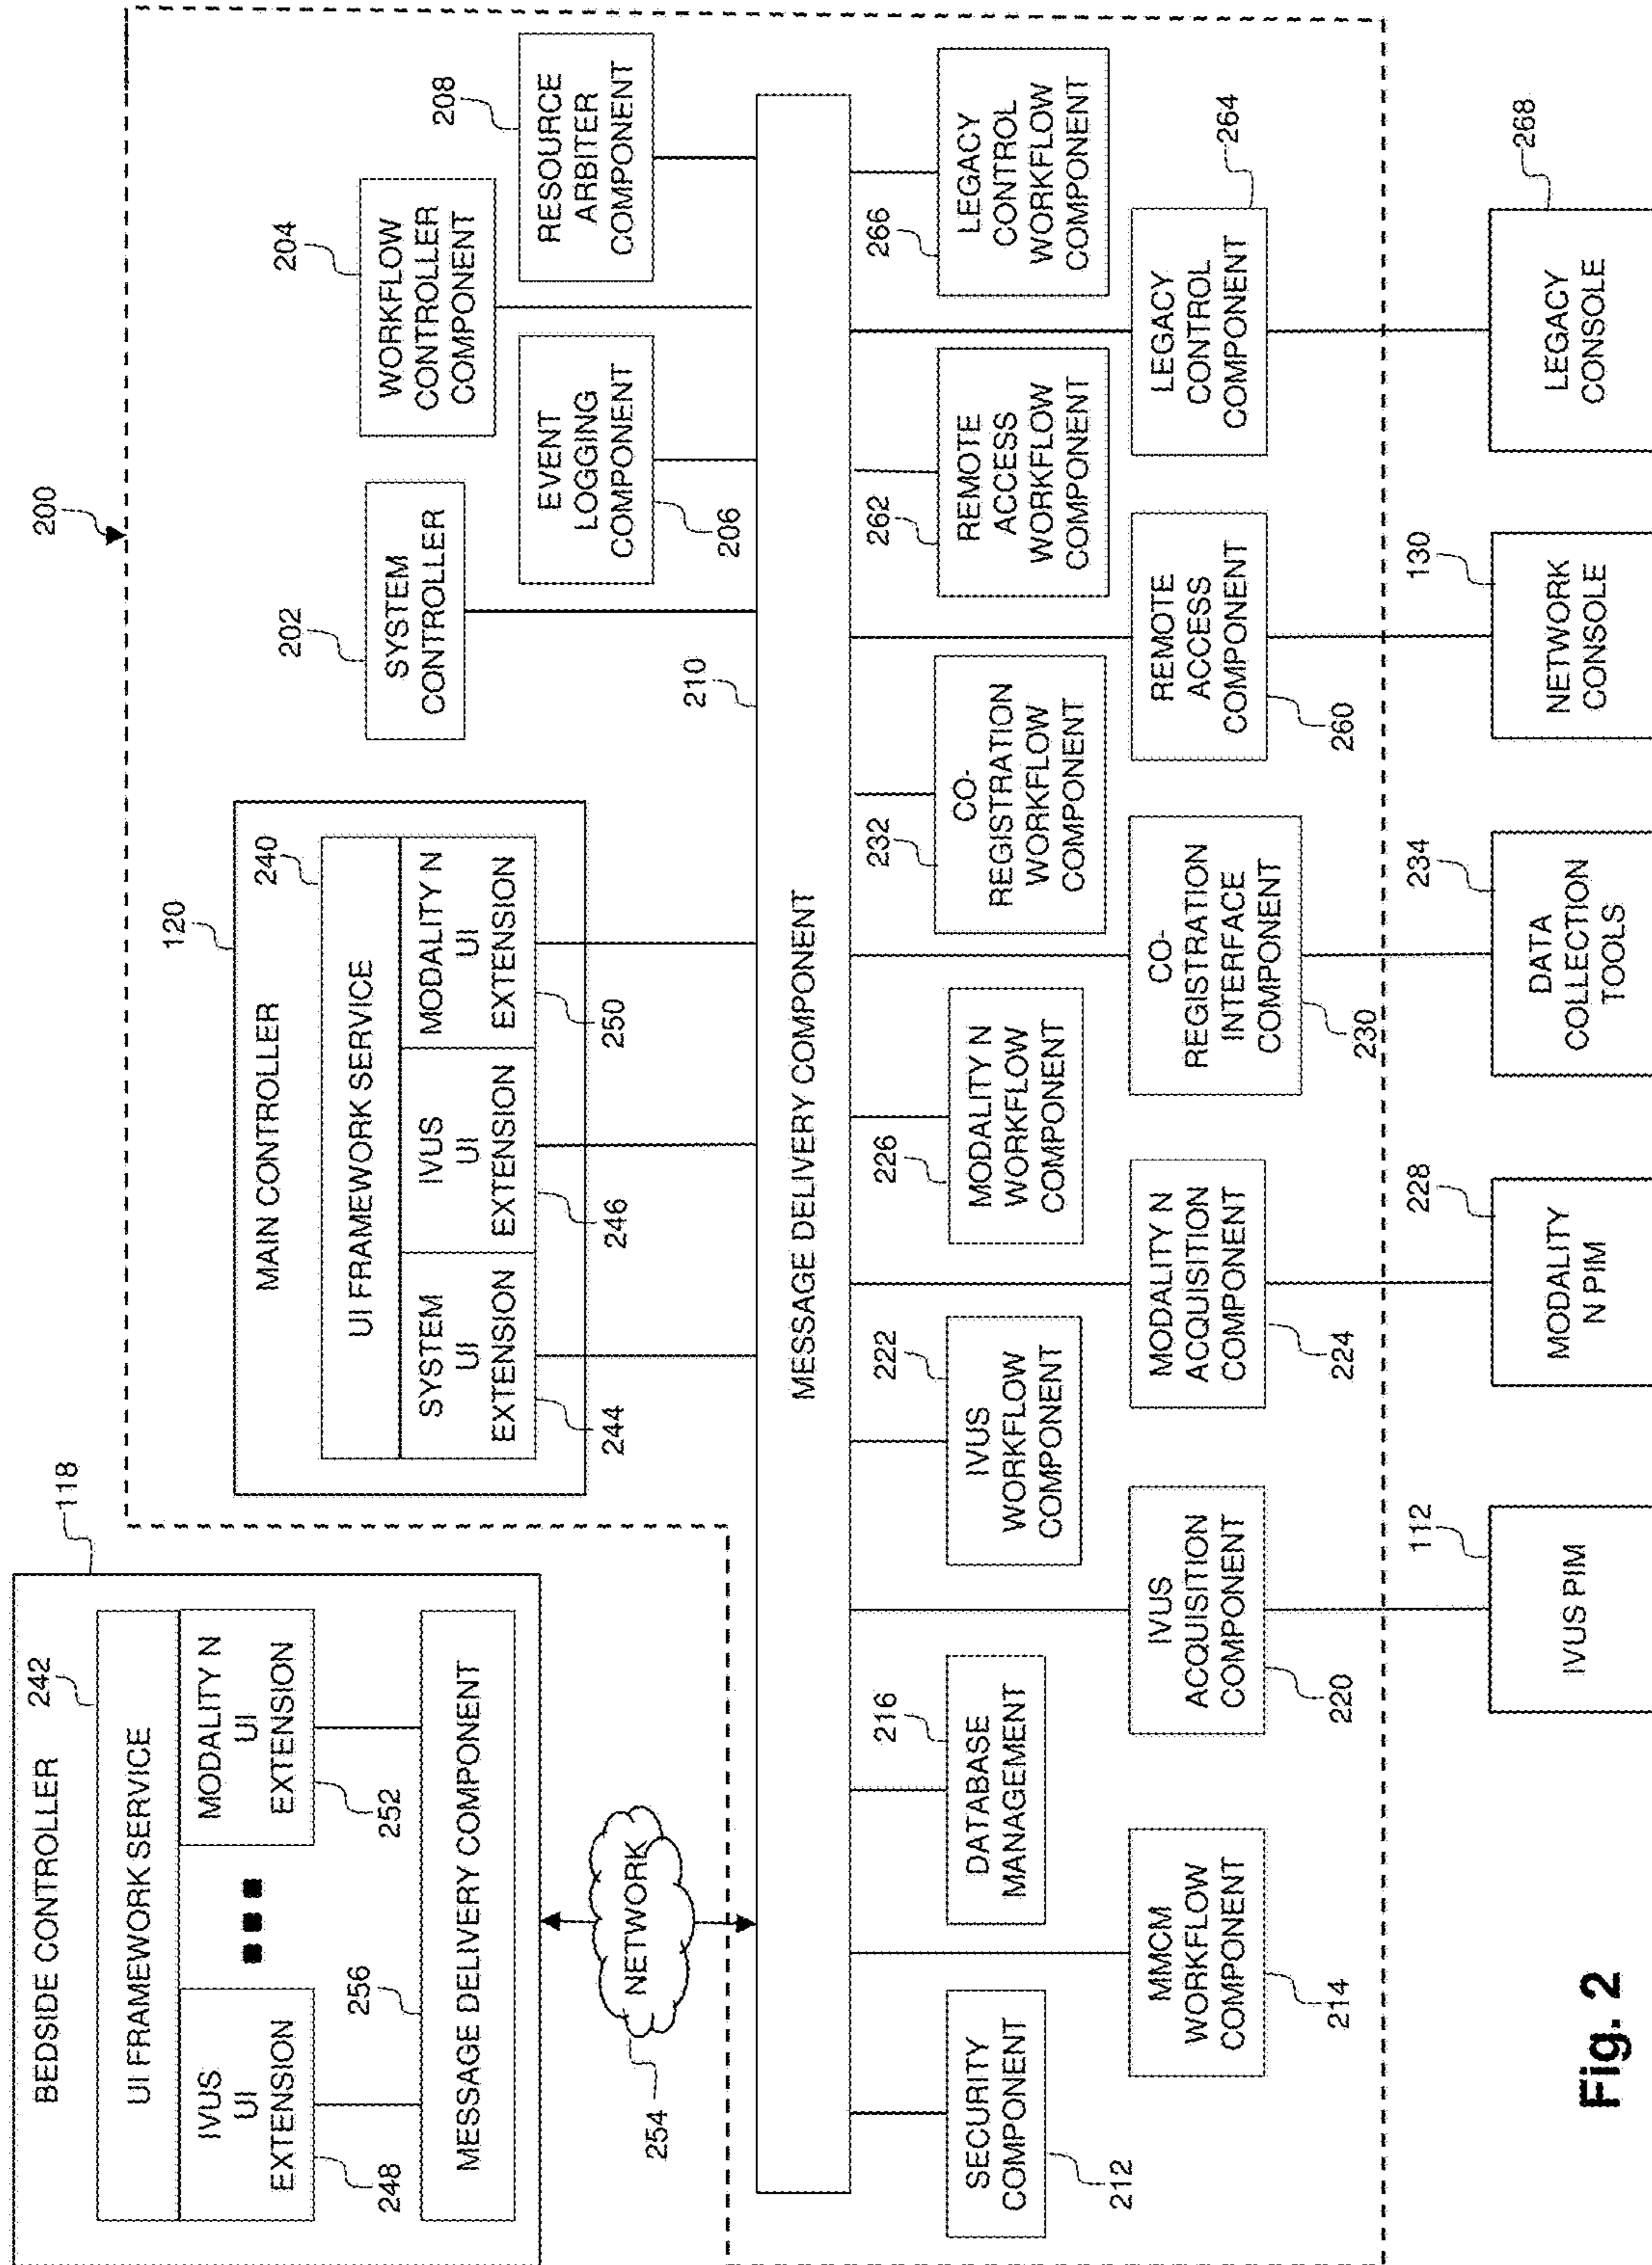 200
118
BEDSIDE CONTROLLER
242
UI FRAMEWORK SERVICE
IVUS
UI
EXTENSION
248
MODALITY N
UI
EXTENSION
252
256
MESSAGE DELIVERY COMPONENT
254
NETWORK
120
MAIN CONTROLLER
240
UI FRAMEWORK SERVICE
SYSTEM
UI
EXTENSION
244
IVUS
UI
EXTENSION
246
MODALITY N
UI
EXTENSION
250
202
SYSTEM
CONTROLLER
204
WORKFLOW
CONTROLLER
COMPONENT
EVENT
LOGGING
COMPONENT
206
208
RESOURCE
ARBITER
COMPONENT
210
MESSAGE DELIVERY COMPONENT
SECURITY
COMPONENT
212
MMCM
WORKFLOW
COMPONENT
214
216
DATABASE
MANAGEMENT
IVUS
ACQUISITION
COMPONENT
220
222
IVUS
WORKFLOW
COMPONENT
MODALITY N
ACQUISITION
COMPONENT
224
226
MODALITY N
WORKFLOW
COMPONENT
CO-
REGISTRATION
INTERFACE
COMPONENT
230
232
CO-
REGISTRATION
WORKFLOW
COMPONENT
REMOTE
ACCESS
COMPONENT
260
262
REMOTE
ACCESS
WORKFLOW
COMPONENT
LEGACY
CONTROL
COMPONENT
264
266
LEGACY
CONTROL
WORKFLOW
COMPONENT
112
IVUS PIM
228
MODALITY
N PIM
234
DATA
COLLECTION
TOOLS
130
NETWORK
CONSOLE
268
LEGACY
CONSOLE
Fig. 2